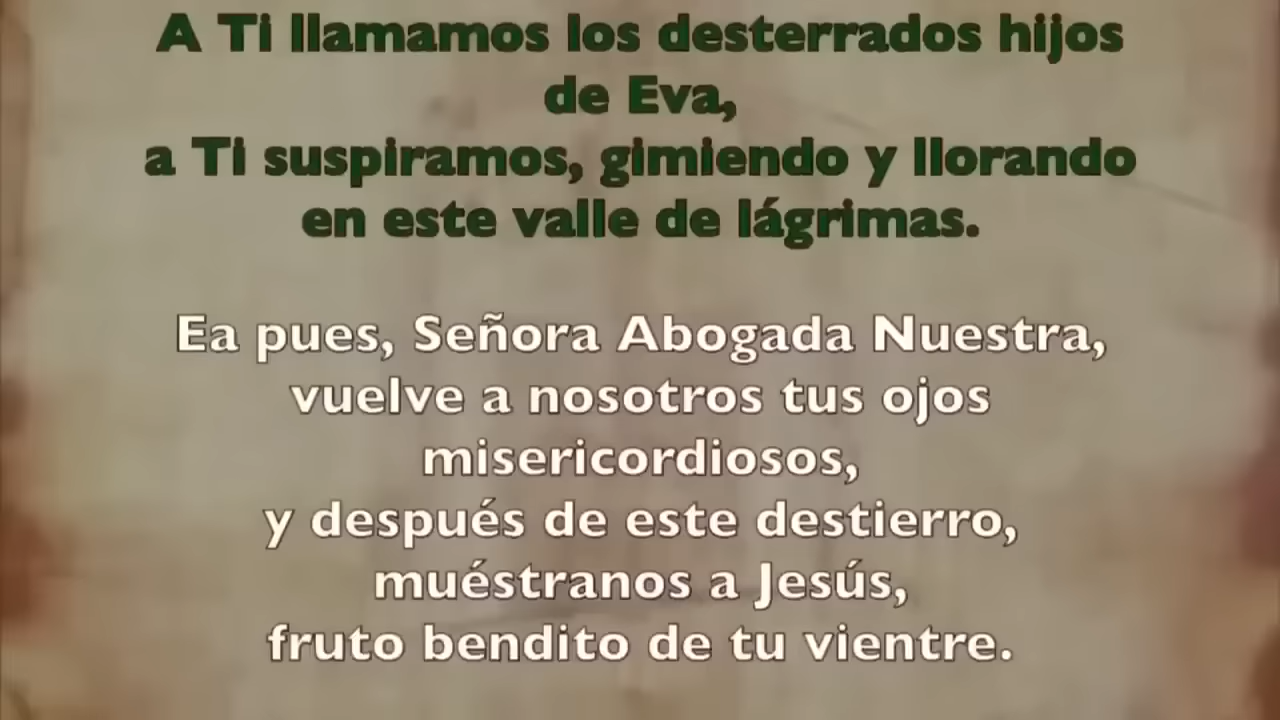 A Ti llamamos los desterrados hijos
de Eva,
a Ti suspiramos, gimiendo y llorando
en este valle de lágrimas.
Ea pues, Señora Abogada Nuestra,
vuelve a nosotros tus ojos
misericordiosos,
y después de este destierro,
muéstranos a Jesús,
fruto bendito de tu vientre.